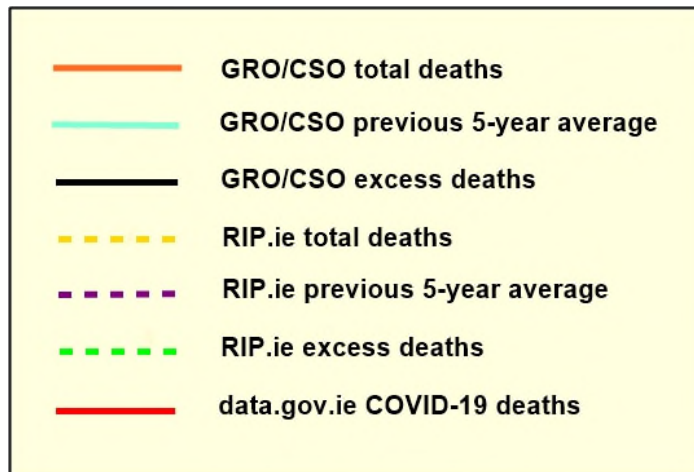 GRO/CSO total deaths
GRO/CSO previous 5-year average
GRO/CSO excess deaths
RIP.ie total deaths
RIP.ie previous 5-year average
RIP.ie excess deaths
data.gov.ie COVID-19 deaths